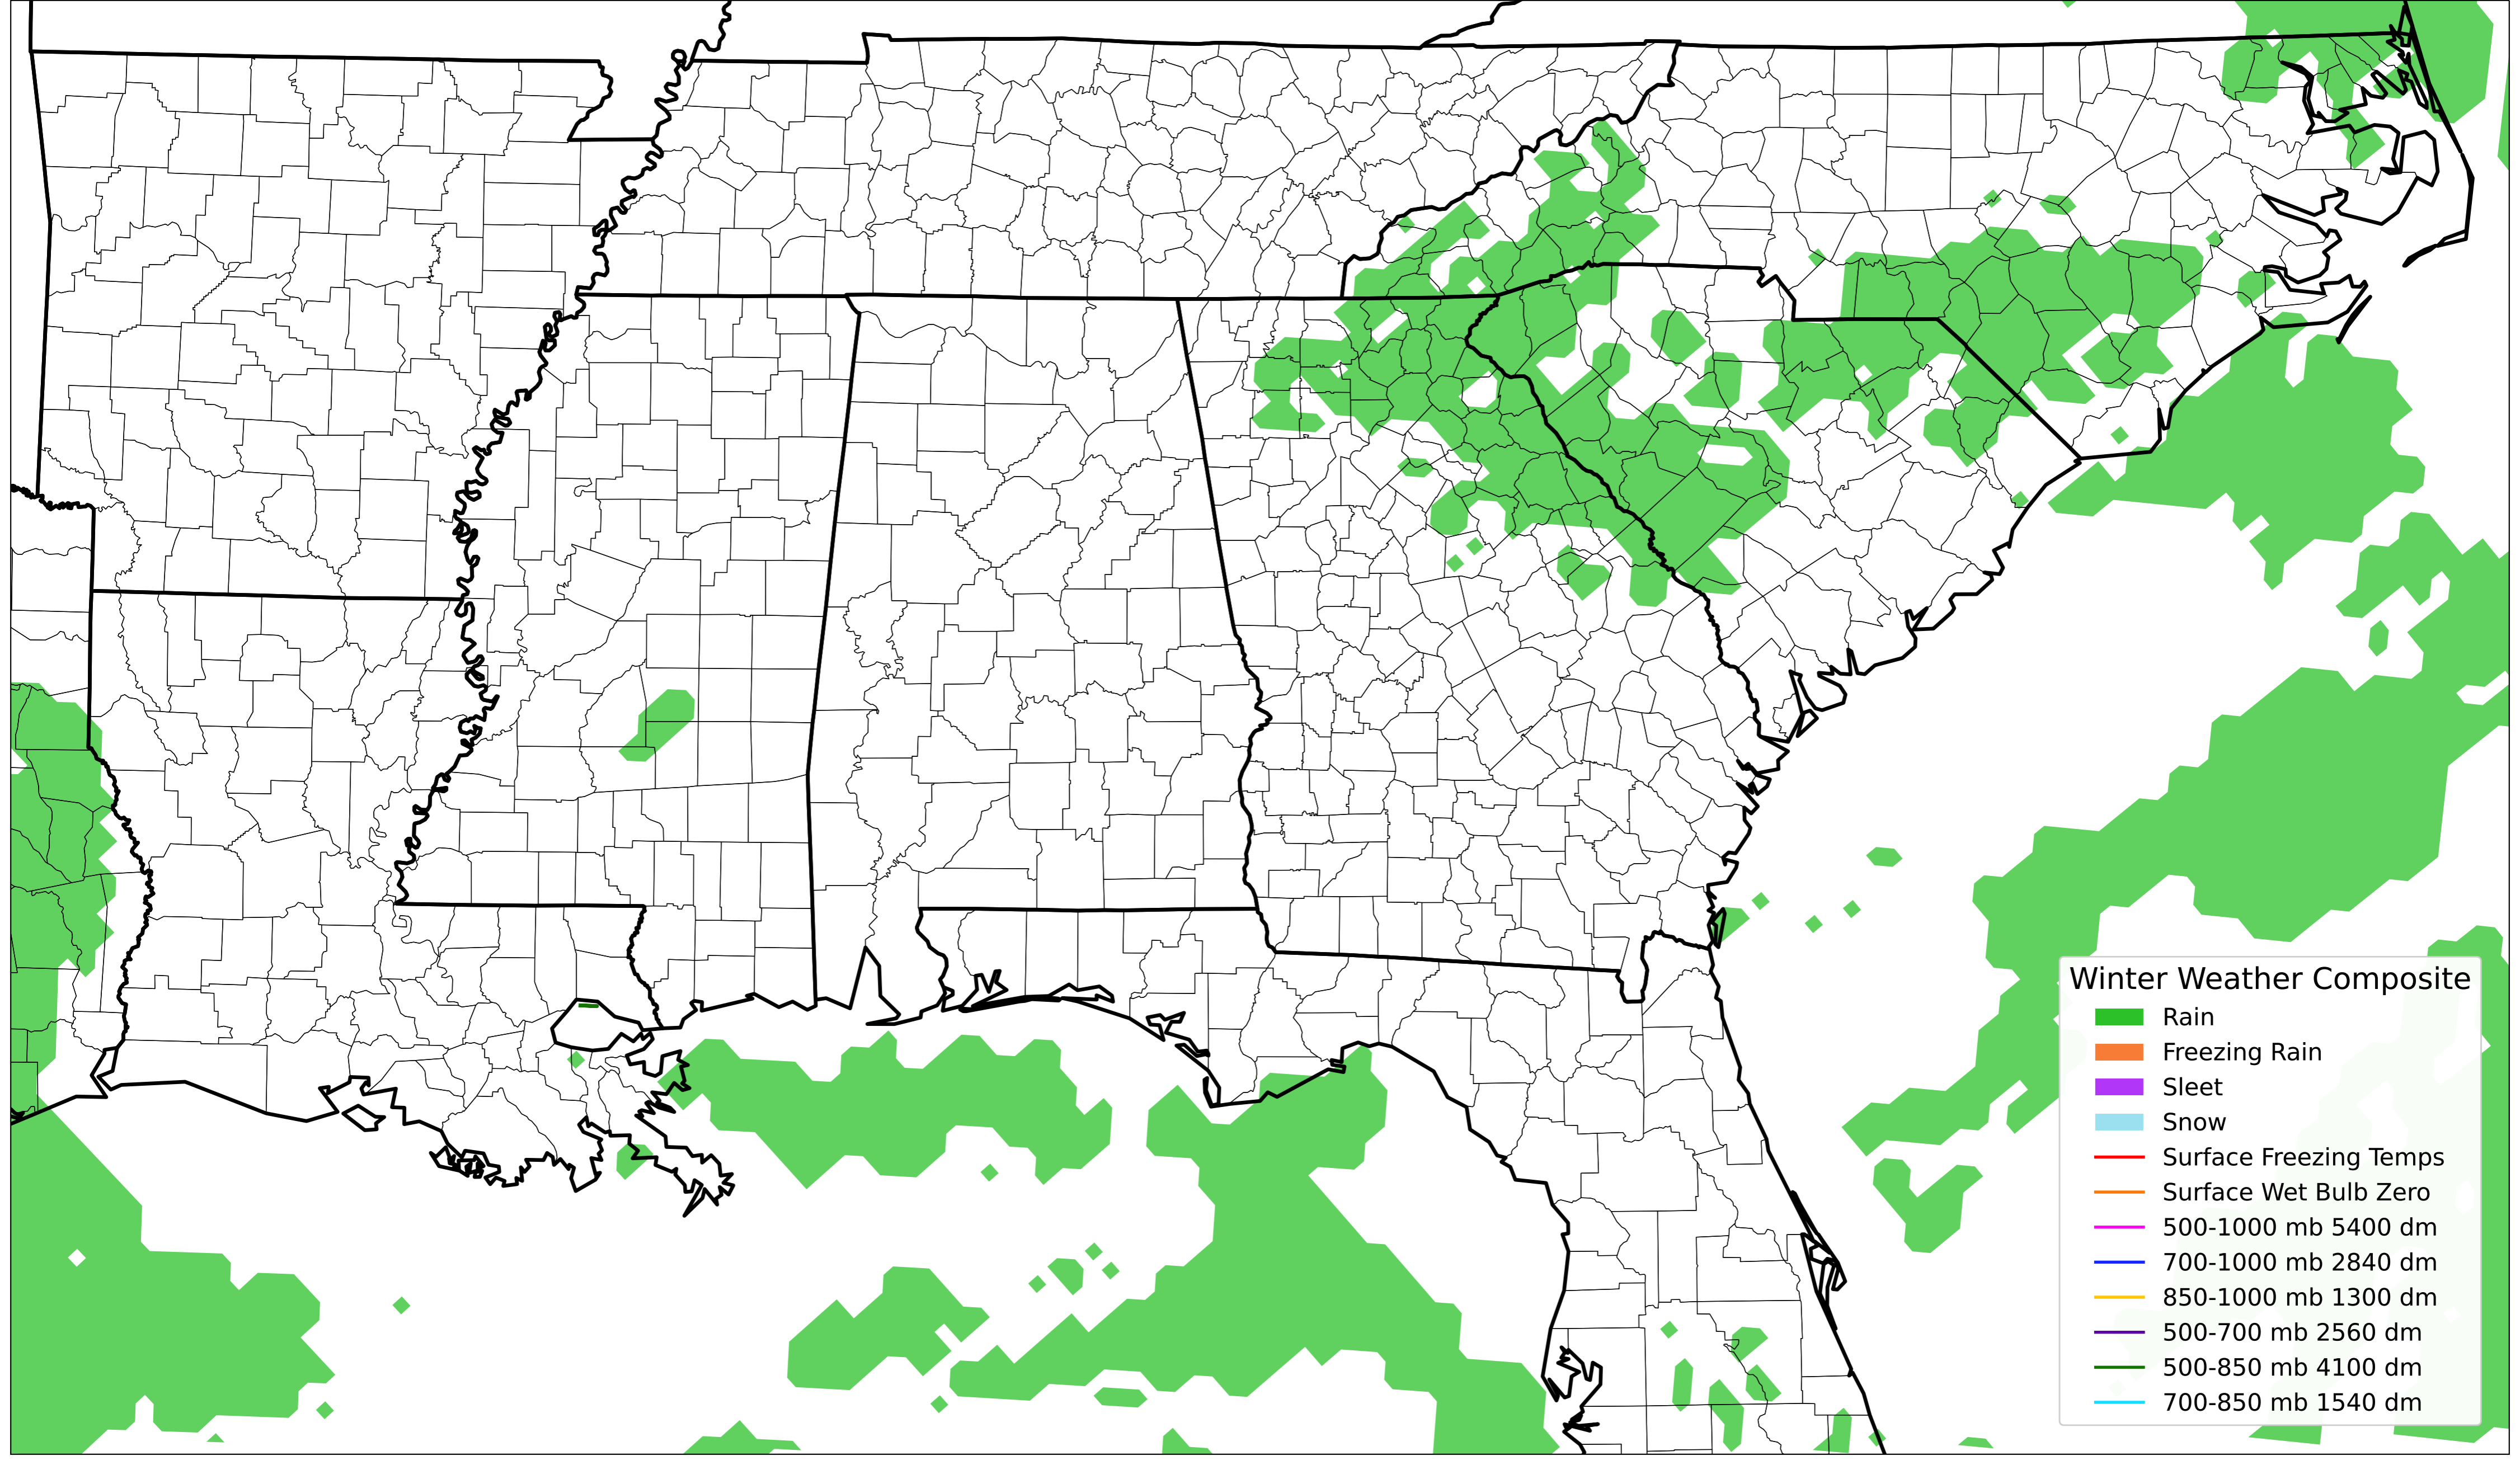 Winter Weather Composite
Rain
Freezing Rain
Sleet
Snow
Surface Freezing Temps
Surface Wet Bulb Zero
500-1000 mb 5400 dm
700-1000 mb 2840 dm
850-1000 mb 1300 dm
500-700 mb 2560 dm
500-850 mb 4100 dm
700-850 mb 1540 dm